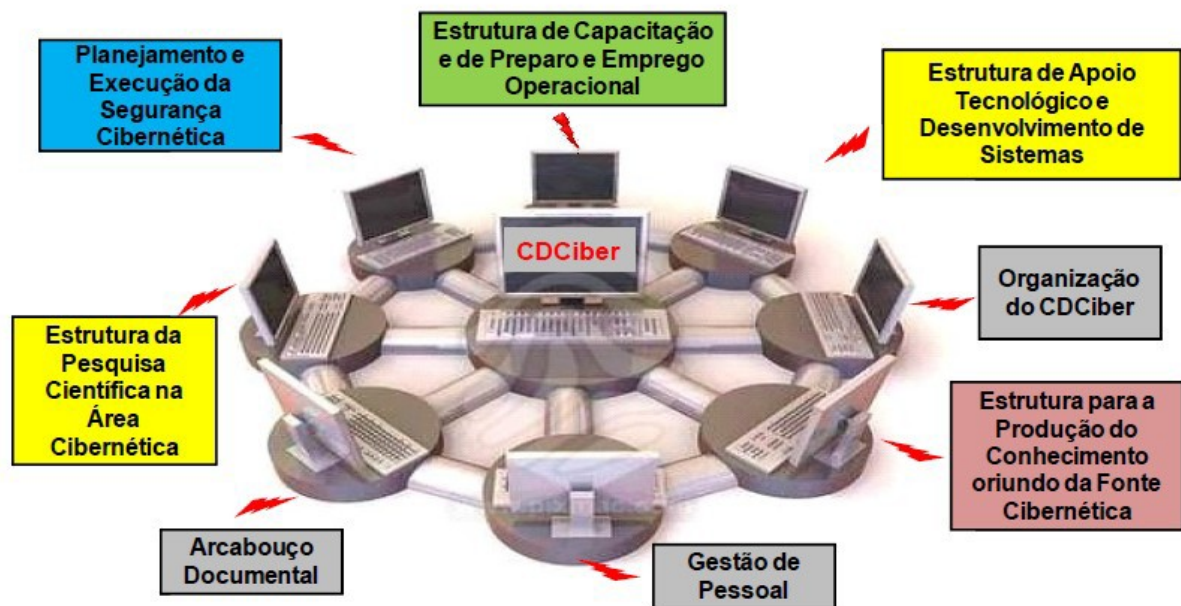 Planejamento e
Execução da
Segurança
Cibernética
Estrutura de Capacitação
e de Preparo e Emprego
Operacional
Estrutura de Apoio
Tecnológico e
Desenvolvimento de
Sistemas
CDCiber
Organização
do CDCiber
Estrutura da
Pesquisa
Científica na
Área
Cibernética
Estrutura para a
Produção do
Conhecimento
oriundo da Fonte
Cibernética
Arcabouço
Documental
Gestão de
Pessoal